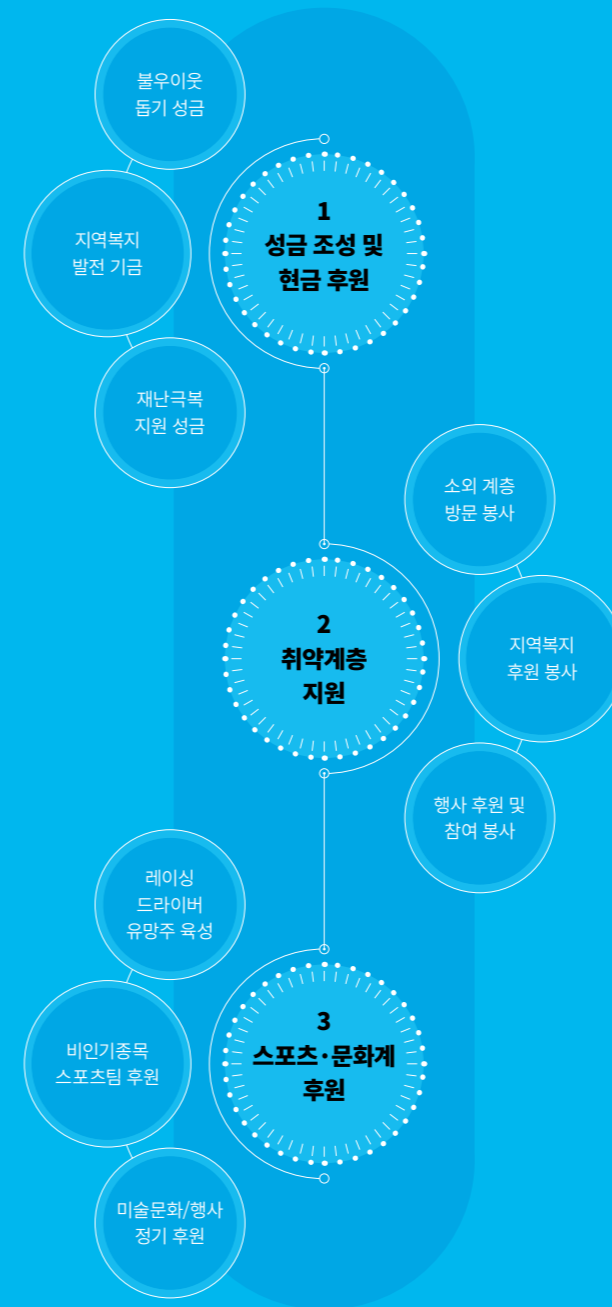 불우이웃
돕기 성금
지역복지
발전 기금
재난극복
지원 성금
1
성금 조성 및
현금 후원
소외 계층
방문 봉사
지역복지
후원 봉사
행사 후원 및
참여 봉사
2
취약계층
지원
레이싱
드라이버
유망주 육성
비인기종목
스포츠팀 후원
미술문화/행사
정기 후원
3
스포츠·문화계
후원